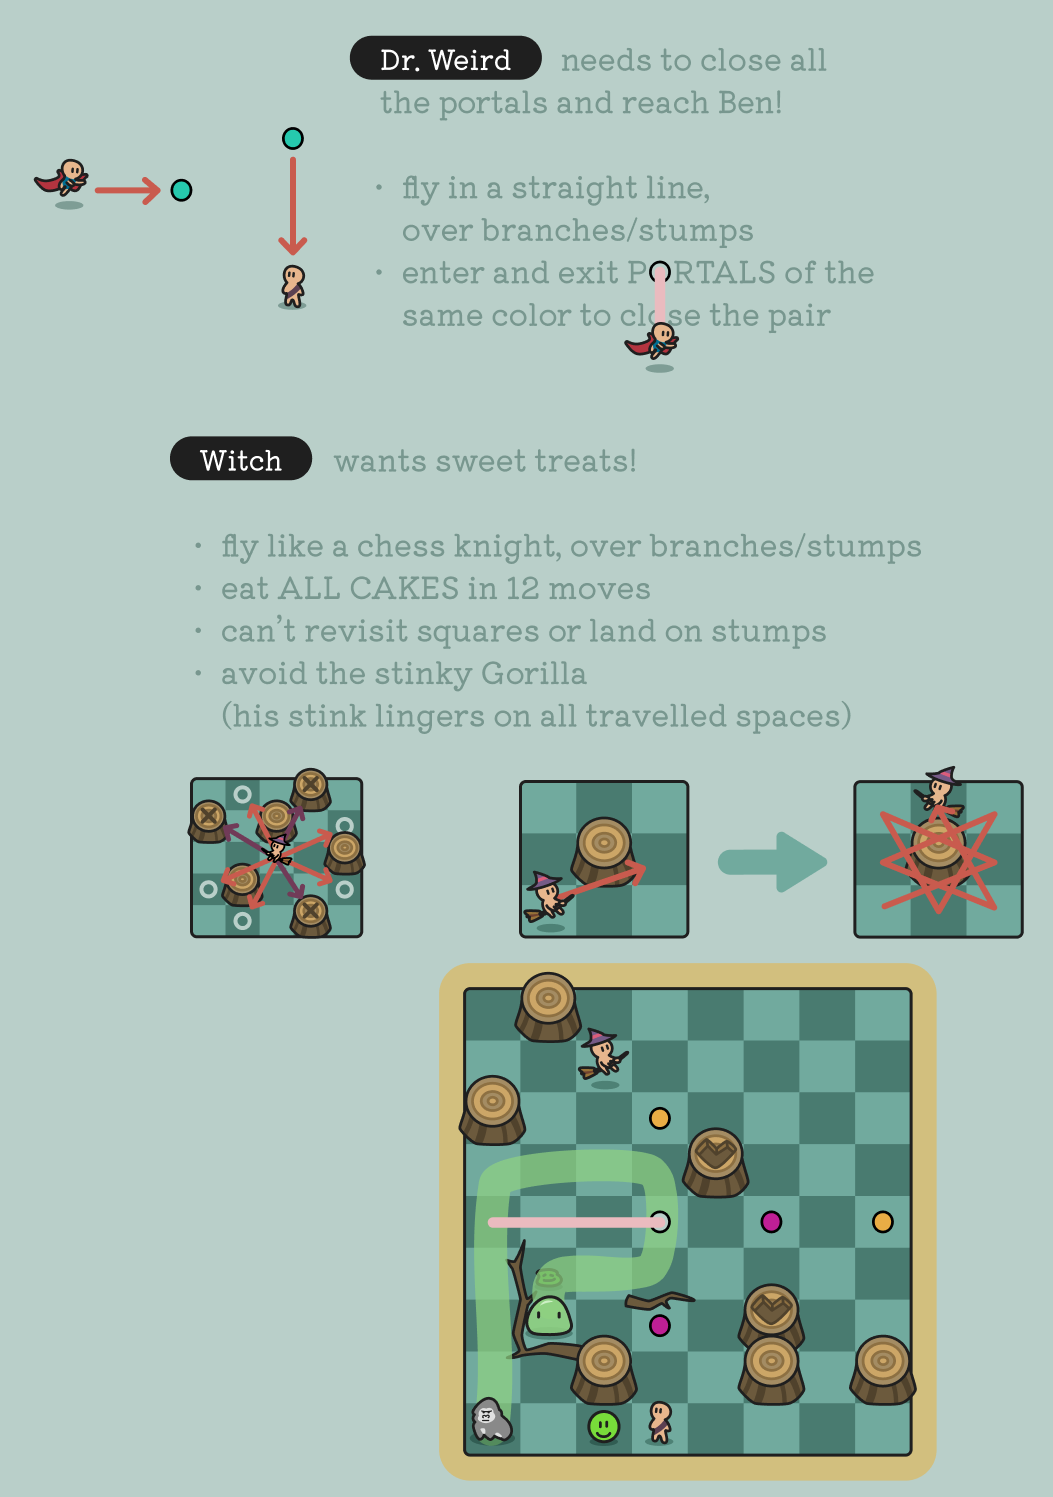 Dr. Weird needs to close all
the portals and reach Ben!
· fly in a straight line,
over branches/stumps
· enter and exit PORTALS of the
same color to close the pair
Witch wants sweet treats!
· fly like a chess knight, over branches/stumps
· eat ALL CAKES in 12 moves
· can't revisit squares or land on stumps
· avoid the stinky Gorilla
(his stink lingers on all travelled spaces)